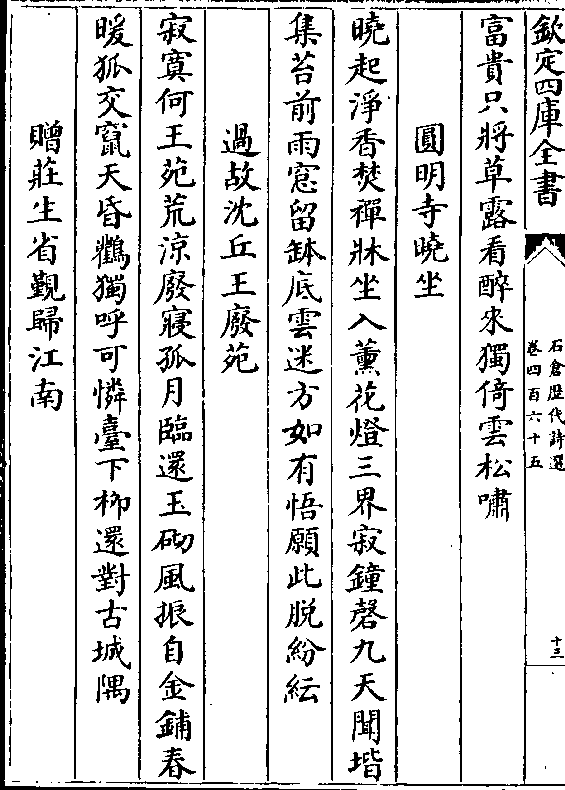 欽定四庫全書
石倉歴代詩選
卷四百六十五
十三
富貴只將草露看醉來獨倚雲松嘯
圓明寺曉坐
曉起淨香焚禪牀坐入薰花燈三界寂鐘磬九天聞堦
集苔前雨窓留鉢底雲迷方如有悟願此脱紛紜
過故沈丘王廢苑
寂寞何王苑荒涼廢寢孤月臨還玉砌風振自金鋪春
暖狐交竄天昏鸛獨呼可憐臺下栁還對古城隅
贈莊生省覲歸江南